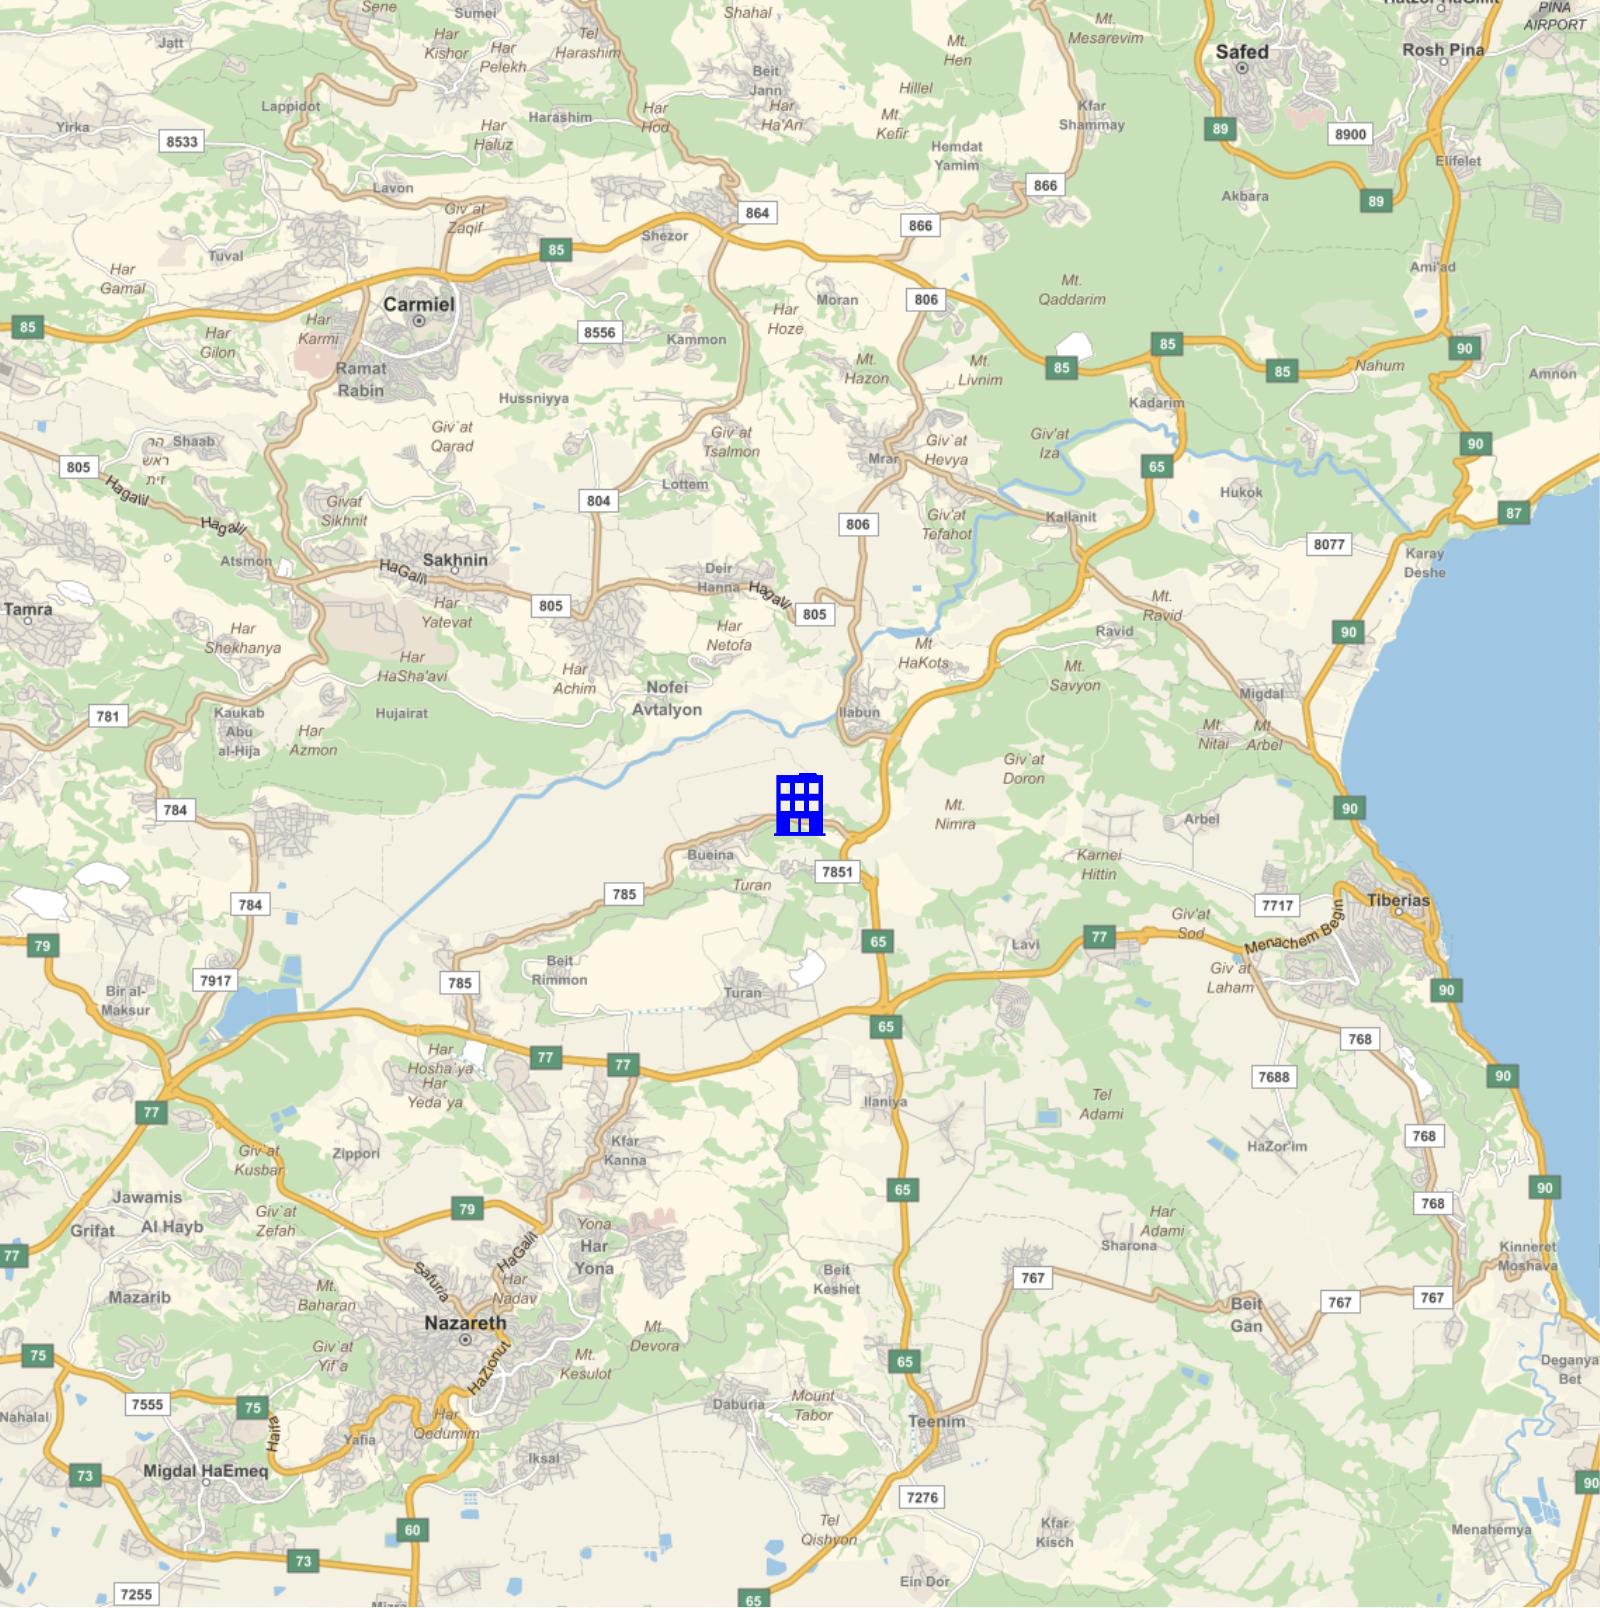 Sene
Sumei
Shahal
Mt.
Mesarevim
PINA
AIRPORT
Jatt
Har
Kishor
Har
Pelekh
Tel
Harashim
Mt.
Hen
Safed
Rosh Pina
Beit
Jann
Hillel
Lappidot
Har
Hod
Har
Ha'Ari
Mt.
Kefir
Kfar
Shammay
Yirka
8533
Harashim
Har
Haluz
89
8900
Hemdat
Yamim
Elifelet
Lavon
866
Akbara
89
Giv`at
Zaqif
864
866
Shezor
85
Tuval
Har
Gamal
Ami'ad
Mt.
Qaddarim
Carmiel
Moran
806
Har
Hoze
85
Har
Gilon
Har
Karmi
8556
Kammon
85
90
Ramat
Rabin
Mt.
Hazon
Mt.
Livnim
85
85
Nahum
Amnon
Hussniyya
Kadarim
Giv`at
Qarad
Giv`at
Tsalmon
Giv`at
Hevya
Giv'at
Iza
הר
ראש
זית
Shaab
90
805
Mrar
65
Hagalil
Lottem
Hukok
Givat
Sikhnit
804
87
Hagalil
806
Giv'at
Tefahot
Kallanit
8077
Atsmon
Sakhnin
HaGalil
Karay
Deshe
Deir
Hanna
Hagalil
Tamra
805
805
Har
Yatevat
Mt.
Ravid
Har
Shekhanya
Har
Netofa
Ravid
90
Mt
HaKots
Har
HaSha'avi
Har
Achim
Mt.
Savyon
Nofei
Avtalyon
Migdal
781
Kaukab
Abu
al-Hija
Hujairat
Ilabun
Har
Azmon
Mt.
Nitai
Mt.
Arbel
Giv`at
Doron
784
Mt.
Nimra
Arbel
90
Bueina
Karnei
Hittin
7851
Turan
785
784
7717
Tiberias
Menachem Begin
79
65
Lavi
77
Giv'at
Sod
Beit
Rimmon
Giv'at
Laham
7917
785
Turan
90
Bir al-
Maksur
65
768
Har
Hosha`ya
77
77
Har
Yeda`ya
7688
90
Ilaniya
Tel
Adami
77
768
Kfar
Kanna
HaZor'im
Zippori
Giv`at
Kusbar
65
90
Jawamis
79
768
Grifat
Al Hayb
Giv`at
Zefah
Yona
Har
Yona
Har
Adami
Sharona
77
HaGalil
Kinneret
Moshava
Safuria
Beit
Keshet
767
Mt.
Baharan
Har
Nadav
Mazarib
Beit
Gan
767
767
Nazareth
Mt.
Devora
Giv`at
Yif'a
75
HaZionut
Mt.
Kesulot
65
Deganya
Bet
7555
75
Daburia
Mount
Tabor
Nahalal
Har
Qedumim
Teenim
Haifa
Yafia
Iksal
Migdal HaEmeq
73
90
7276
Tel
Qishyon
Kfar
Kisch
Menahemya
60
73
Ein Dor
7255
65